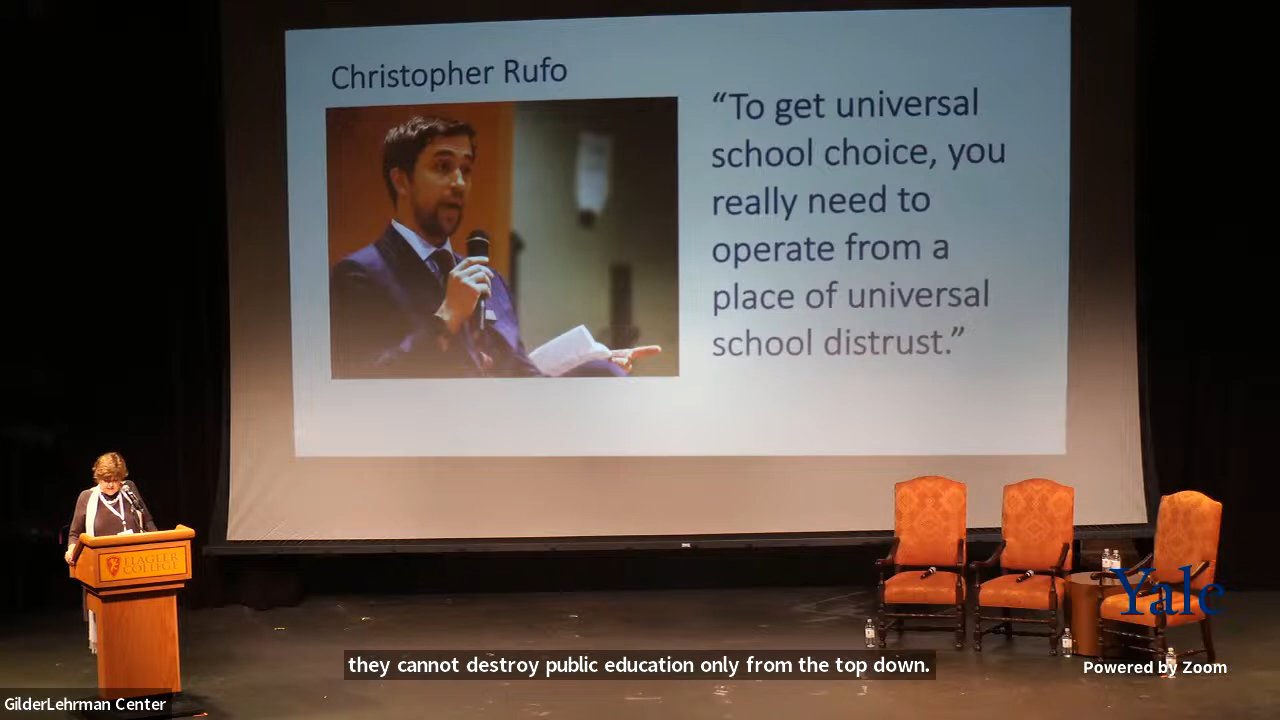 Christopher Rufo
“To get universal
school choice, you
really need to
operate from a
place of universal
school distrust.”
FLAGLER
COLLEGE
Yale
they cannot destroy public education only from the top down.
Powered by Zoom
GilderLehrman Center